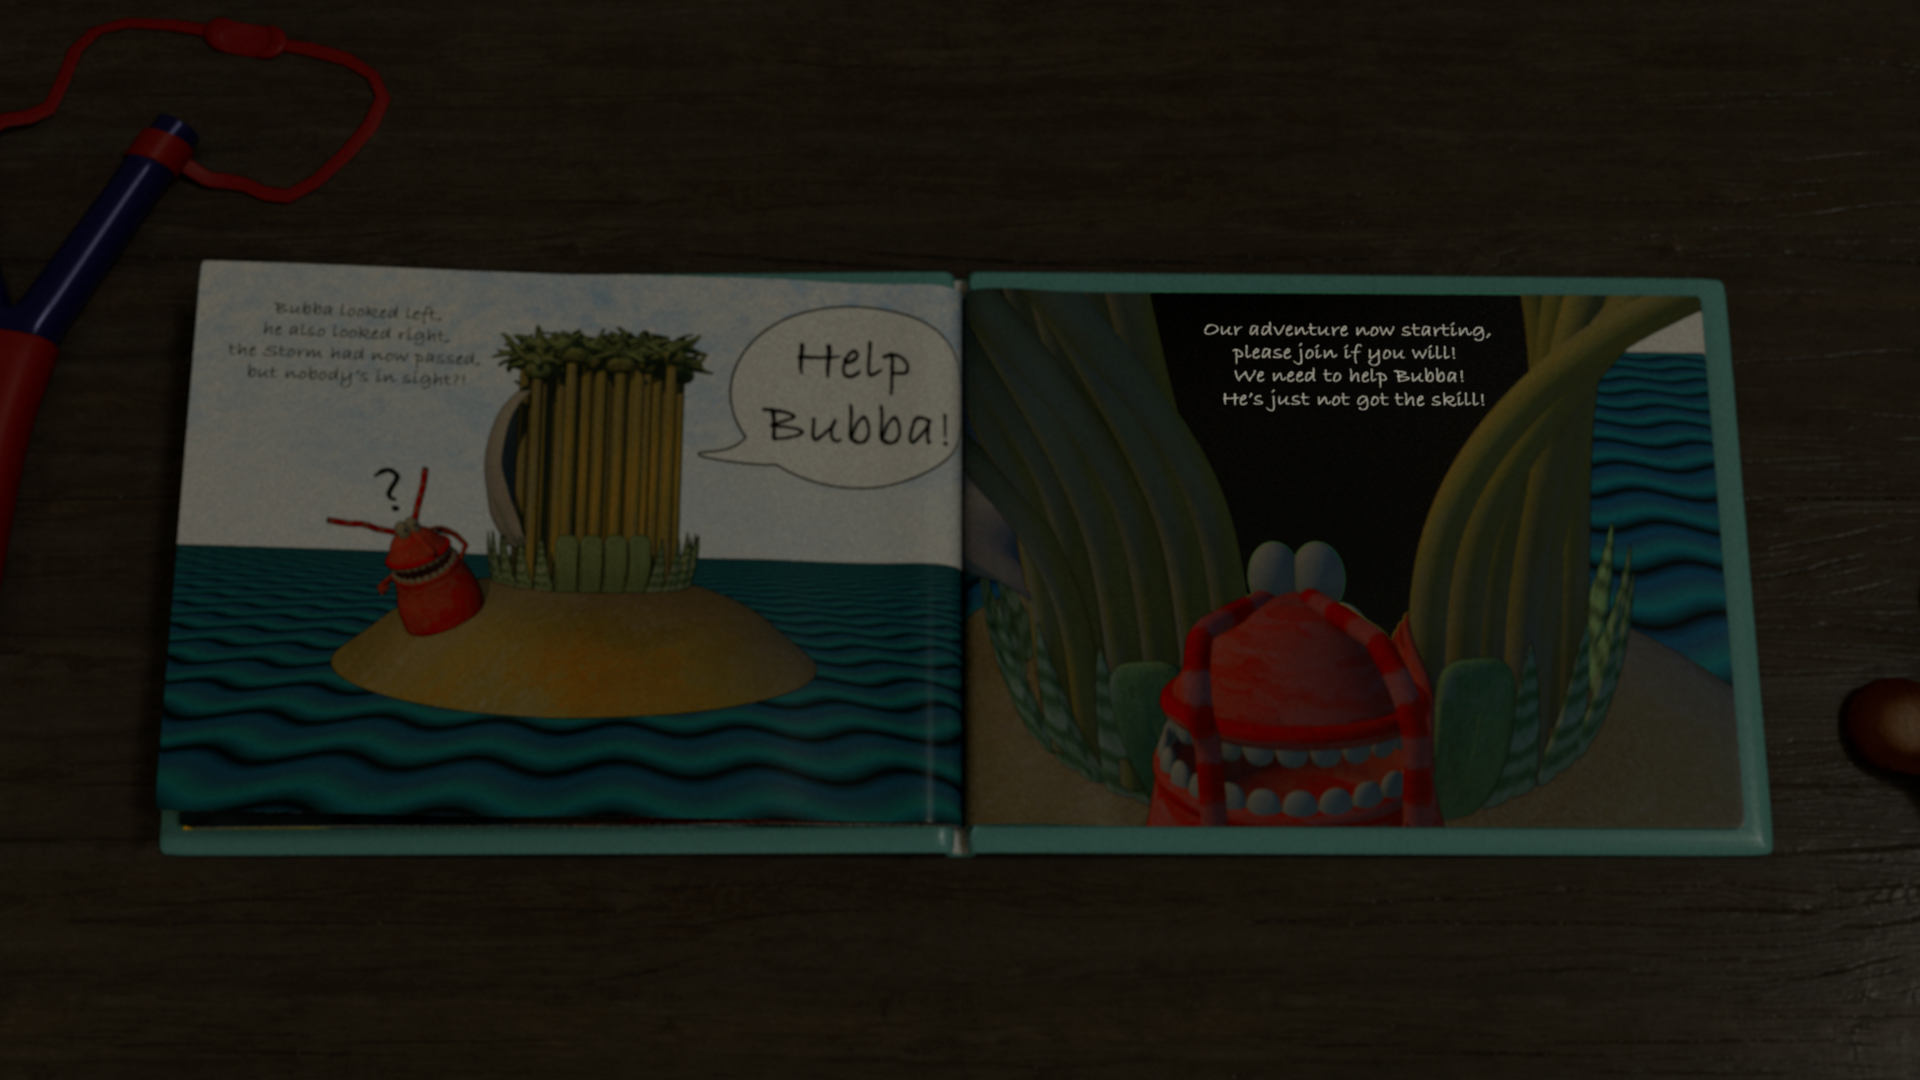 Bubba looked left,
he also looked right,
the Storm had now passed,
but nobody's in sight?!
?
Help
Bubba!
Our adventure now starting,
please join if you will!
We need to help Bubba!
He's just not got the skill!